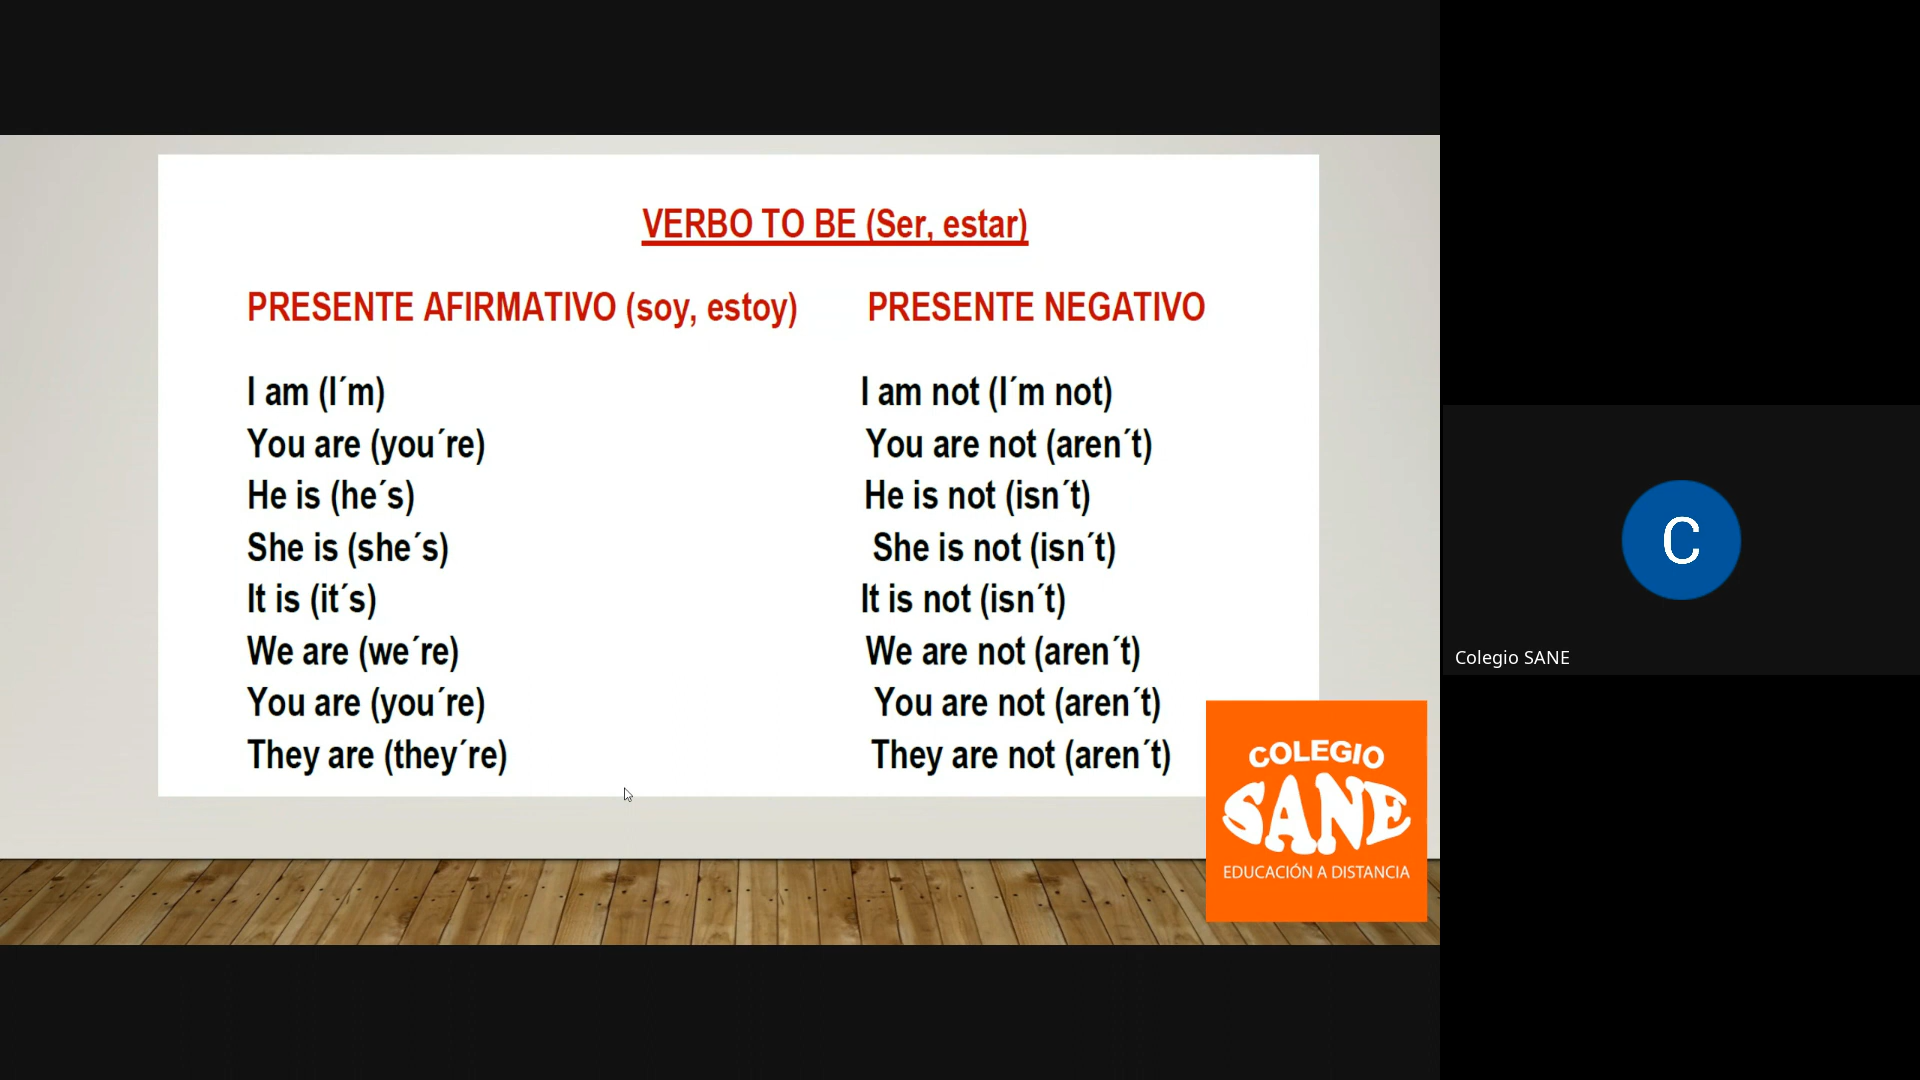 VERBO TO BE (Ser, estar)
PRESENTE AFIRMATIVO (soy, estoy) PRESENTE NEGATIVO
I am (I´m) I am not (I´m not)
You are (you´re) You are not (aren´t)
He is (he´s) He is not (isn´t)
She is (she´s) She is not (isn´t)
It is (it´s) It is not (isn´t)
We are (we´re) We are not (aren´t)
You are (you´re) You are not (aren´t)
They are (they´re) They are not (aren´t)
COLEGIO
SANE
EDUCACIÓN A DISTANCIA
C
Colegio SANE